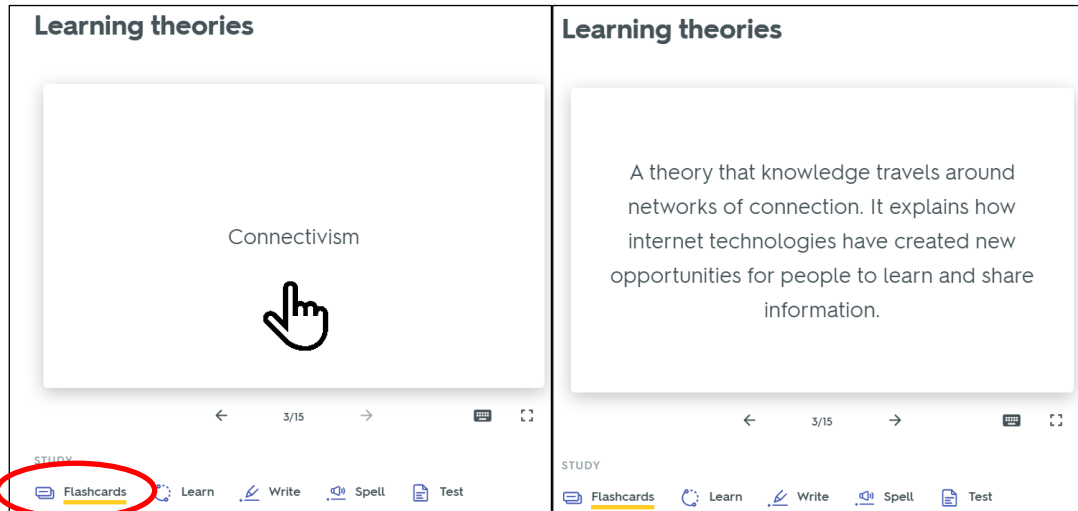 Learning theories
Connectivism
3/15
STUDY
Flashcards Learn Write Spell Test
Learning theories
A theory that knowledge travels around
networks of connection. It explains how
internet technologies have created new
opportunities for people to learn and share
information.
3/15
STUDY
Flashcards Learn Write Spell Test